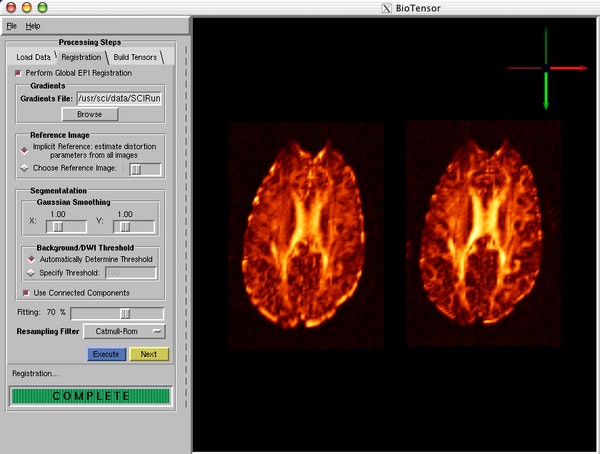 BioTensor
File Help
Processing Steps
Load Data Registration Build Tensors
Perform Global EPI Registration
Gradients
Gradients File: /usr/sci/data/SCIRun
Browse
Reference Image
Implicit Reference: estimate distortion
parameters from all images
Choose Reference Image:
Segmentatation
Gaussian Smoothing
1.00 1.00
X: Y:
Background/DWI Threshold
Automatically Determine Threshold
Specify Threshold:
Use Connected Components
Fitting: 70 %
Resampling Filter Catmull-Rom
Execute Next
Registration...
COMPLETE